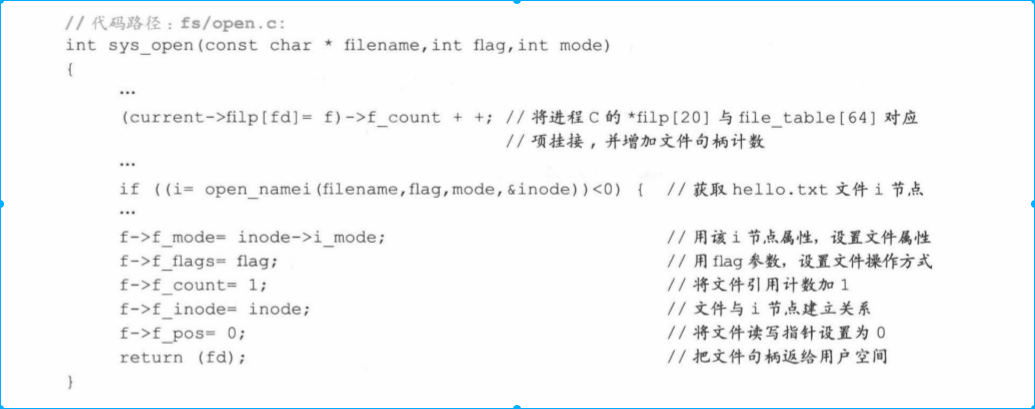 // 代码路径：fs/open.c:
int sys_open(const char * filename,int flag,int mode)
{
…
(current->filp[fd]= f)->f_count + +; // 将进程 C 的 *filp[20] 与 file_table[64] 对应
// 项挂接，并增加文件句柄计数
…
if ((i= open_namei(filename,flag,mode,&inode))<0) { // 获取 hello.txt 文件 i 节点
…
f->f_mode= inode->i_mode; // 用该 i 节点属性，设置文件属性
f->f_flags= flag; // 用 flag 参数，设置文件操作方式
f->f_count= 1; // 将文件引用计数加 1
f->f_inode= inode; // 文件与 i 节点建立关系
f->f_pos= 0; // 将文件读写指针设置为 0
return (fd); // 把文件句柄返给用户空间
}